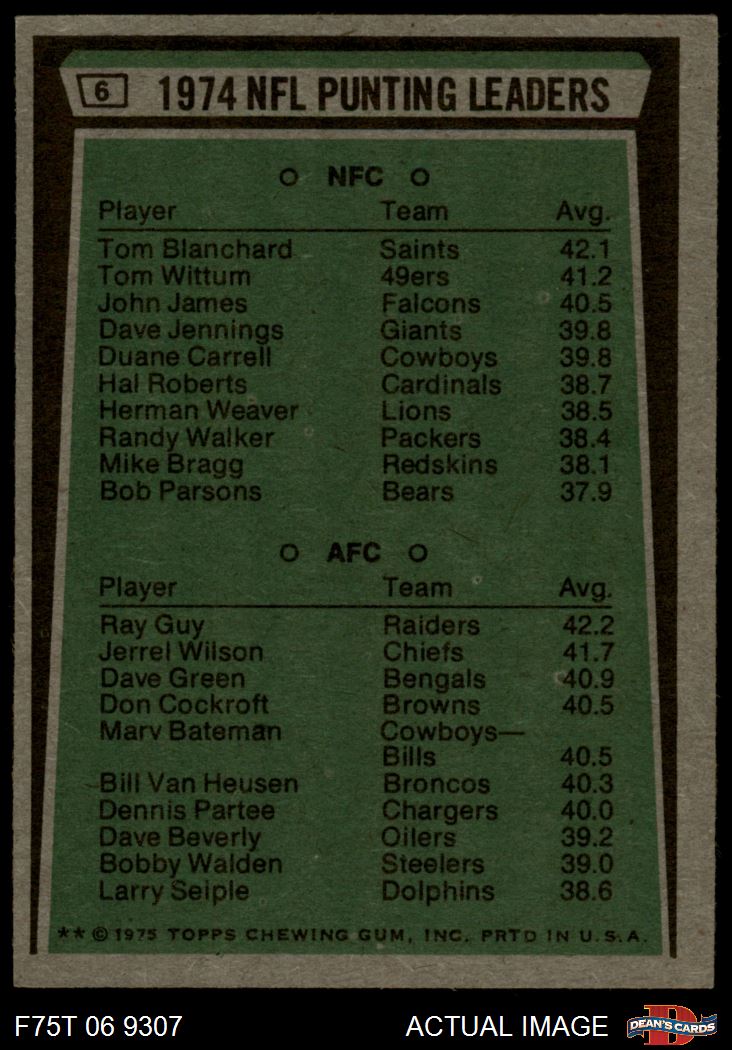 6 1974 NFL PUNTING LEADERS
O NFC O
Player Team Avg.
Tom Blanchard Saints 42.1
Tom Wittum 49ers 41.2
John James Falcons 40.5
Dave Jennings Giants 39.8
Duane Carrell Cowboys 39.8
Hal Roberts Cardinals 38.7
Herman Weaver Lions 38.5
Randy Walker Packers 38.4
Mike Bragg Redskins 38.1
Bob Parsons Bears 37.9
O AFC O
Player Team Avg.
Ray Guy Raiders 42.2
Jerrel Wilson Chiefs 41.7
Dave Green Bengals 40.9
Don Cockroft Browns 40.5
Marv Bateman Cowboys—
Bills 40.5
Bill Van Heusen Broncos 40.3
Dennis Partee Chargers 40.0
Dave Beverly Oilers 39.2
Bobby Walden Steelers 39.0
Larry Seiple Dolphins 38.6
** © 1975 TOPPS CHEWING GUM, INC. PRTD IN U.S.A.
F75T 06 9307 ACTUAL IMAGE D DEAN'S CARDS